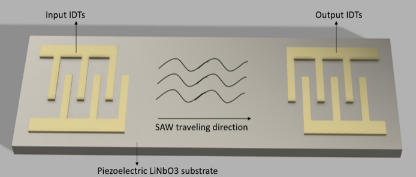 Input IDTs
Output IDTs
SAW traveling direction
Piezoelectric LiNbO3 substrate